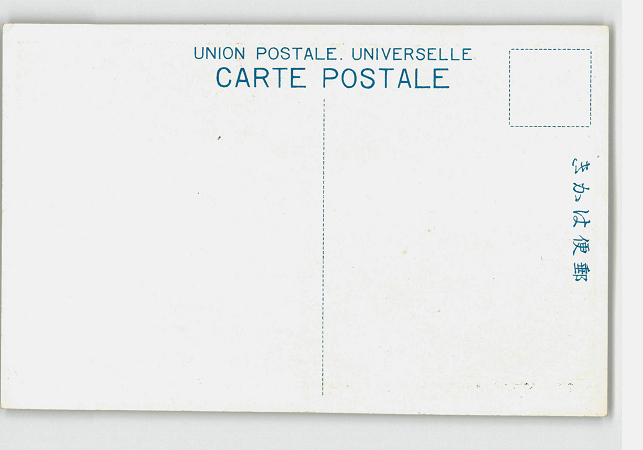 UNION POSTALE. UNIVERSELLE
CARTE POSTALE
郵便はかき